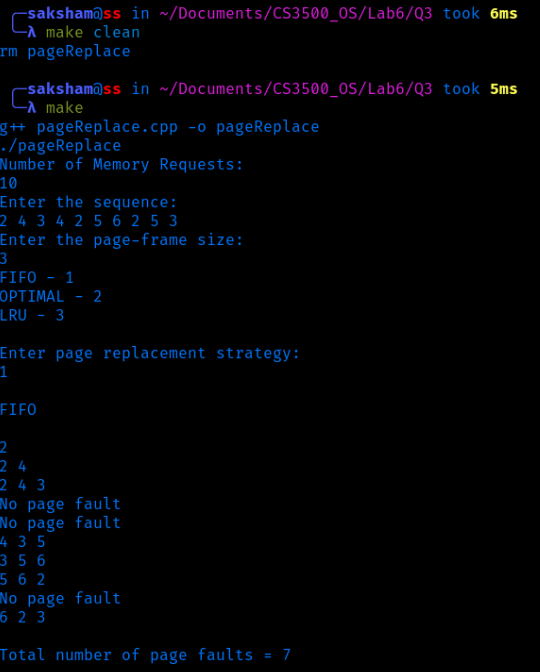 ╭─saksham@ss in ~/Documents/CS3500_OS/Lab6/Q3 took 6ms
╰─λ make clean
rm pageReplace
╭─saksham@ss in ~/Documents/CS3500_OS/Lab6/Q3 took 5ms
╰─λ make
g++ pageReplace.cpp -o pageReplace
./pageReplace
Number of Memory Requests:
10
Enter the sequence:
2 4 3 4 2 5 6 2 5 3
Enter the page-frame size:
3
FIFO - 1
OPTIMAL - 2
LRU - 3
Enter page replacement strategy:
1
FIFO
2
2 4
2 4 3
No page fault
No page fault
4 3 5
3 5 6
5 6 2
No page fault
6 2 3
Total number of page faults = 7